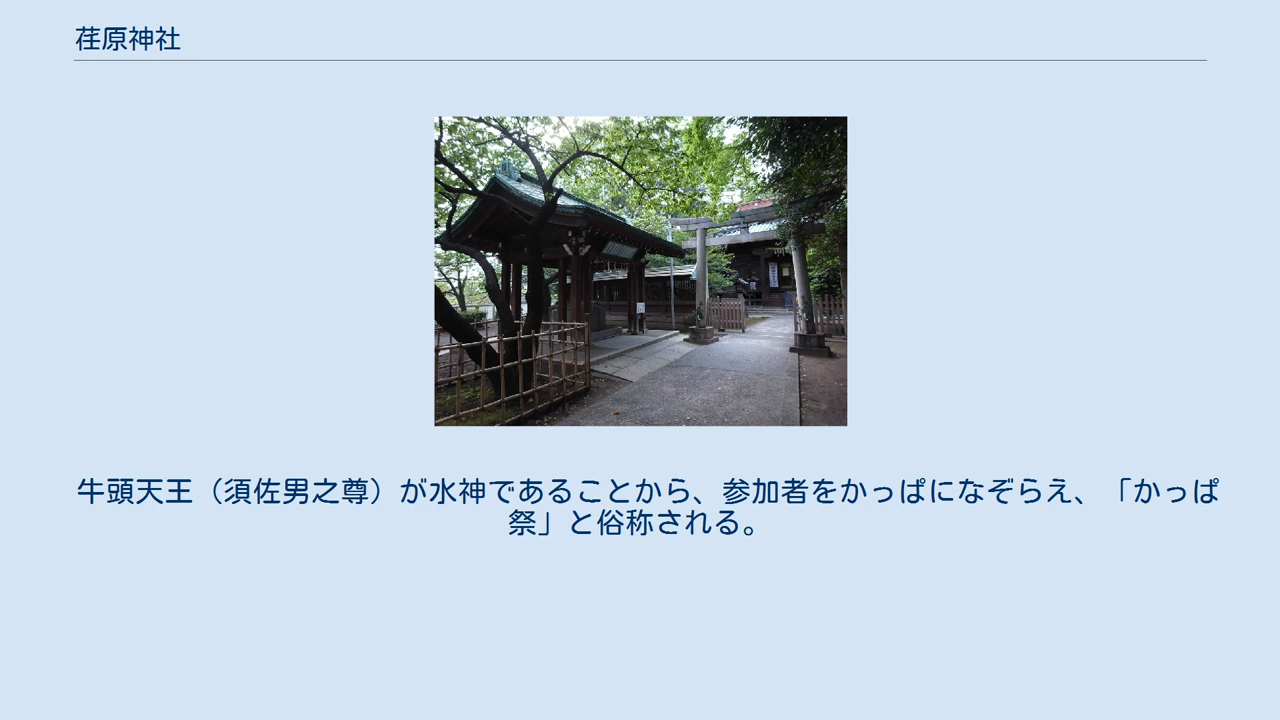 荏原神社
牛頭天王（須佐男之尊）が水神であることから、参加者をかっぱになぞらえ、「かっぱ
祭」と俗称される。